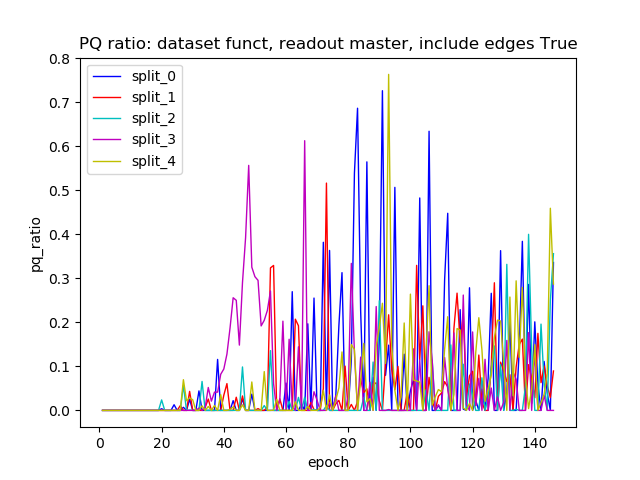 PQ ratio: dataset funct, readout master, include edges True
split_0
split_1
split_2
split_3
split_4
0.8
0.7
0.6
0.5
0.4
0.3
0.2
0.1
0.0
pq_ratio
0 20 40 60 80 100 120 140
epoch